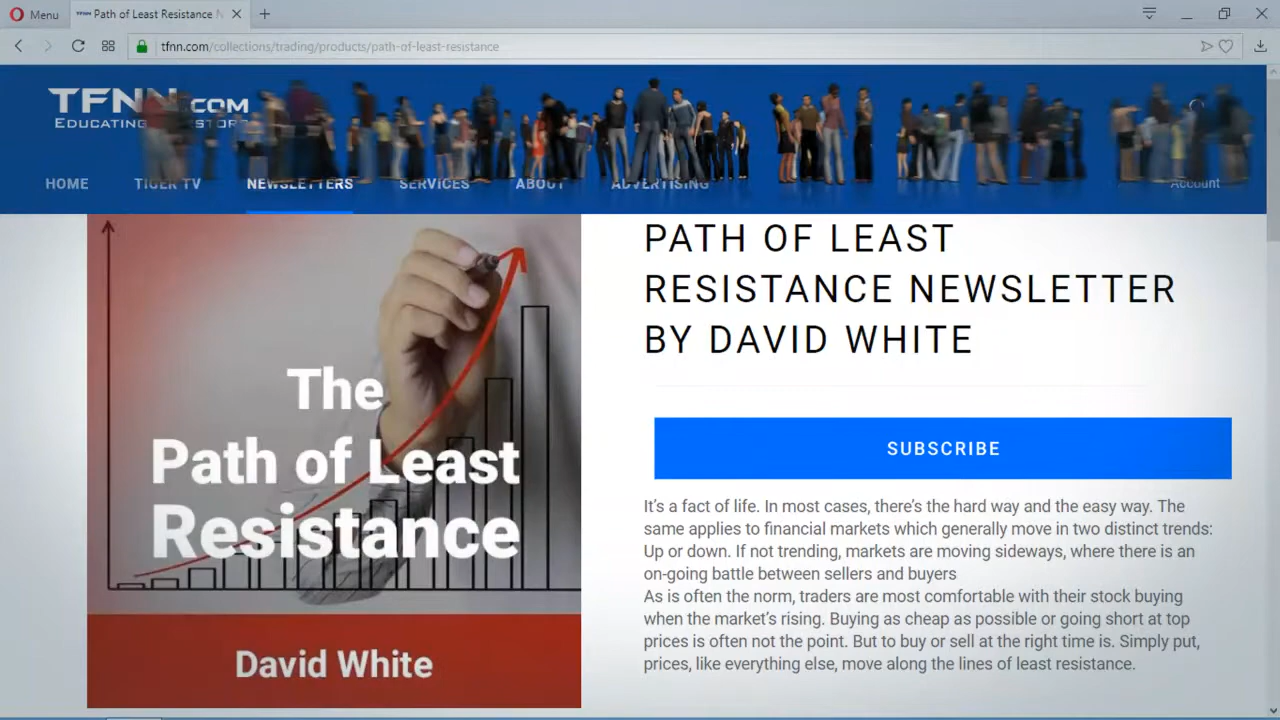 Menu
Path of Least Resistance N
tfnn.com/collections/trading/products/path-of-least-resistance
TFNN.COM
EDUCATING
HOME TIGER TV NEWSLETTERS SERVICES ABOUT ADVERTISING Account
The
Path of Least
Resistance
David White
PATH OF LEAST
RESISTANCE NEWSLETTER
BY DAVID WHITE
SUBSCRIBE
It’s a fact of life. In most cases, there’s the hard way and the easy way. The
same applies to financial markets which generally move in two distinct trends:
Up or down. If not trending, markets are moving sideways, where there is an
on-going battle between sellers and buyers
As is often the norm, traders are most comfortable with their stock buying
when the market’s rising. Buying as cheap as possible or going short at top
prices is often not the point. But to buy or sell at the right time is. Simply put,
prices, like everything else, move along the lines of least resistance.